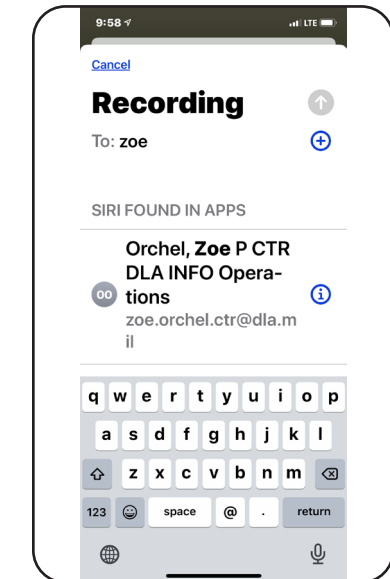 9:58 LTE
Cancel
Recording
To: zoe
SIRI FOUND IN APPS
Orchel, Zoe P CTR
DLA INFO Opera-
OO tions
zoe.orchel.ctr@dla.m
il
q w e r t y u i o p
a s d f g h j k l
z x c v b n m
123 space @ . return